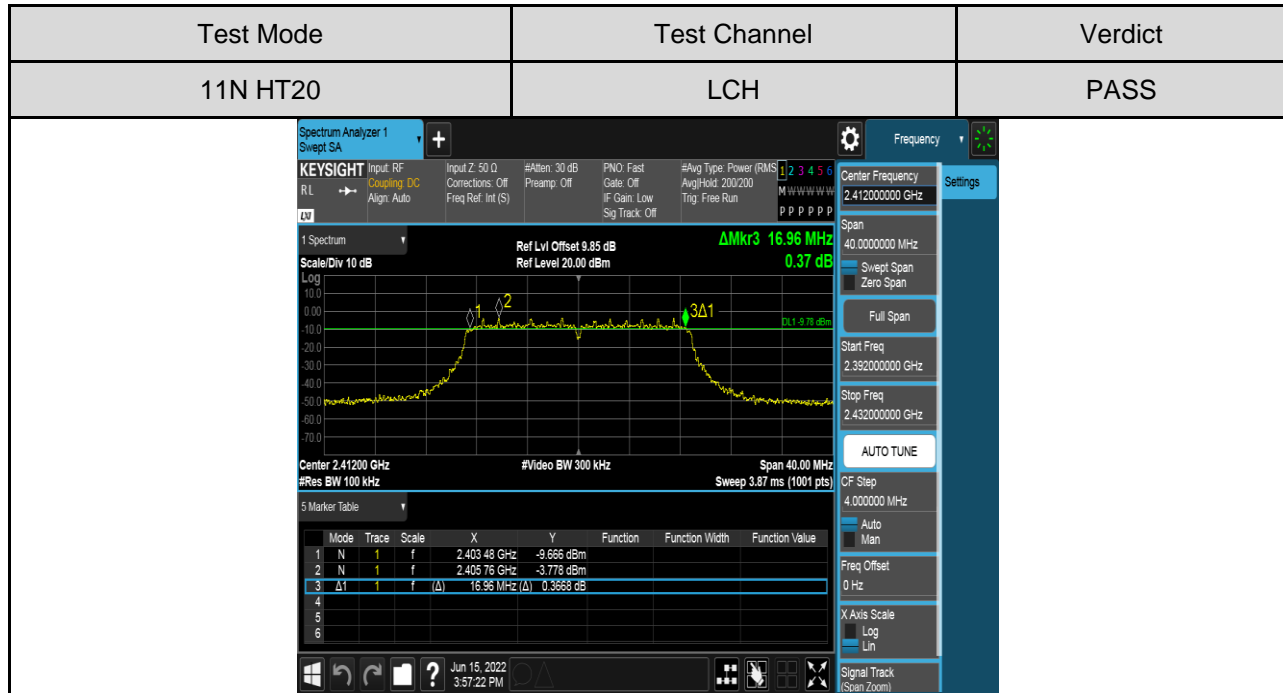 Test Mode Test Channel Verdict
11N HT20 LCH PASS
Spectrum Analyzer 1
Swept SA
+
Frequency
KEYSIGHT Input: RF Input Z: 50 Ω #Atten: 30 dB PNO: Fast #Avg Type: Power (RMS 1 2 3 4 5 6
RL Coupling: DC Corrections: Off Preamp: Off Gate: Off Avg|Hold: 200/200 M W W W W W
Align: Auto Freq Ref: Int (S) IF Gain: Low Trig: Free Run
LXI Sig Track: Off P P P P P P
Center Frequency
2.412000000 GHz
Settings
Span
40.0000000 MHz
Swept Span
Zero Span
Full Span
Start Freq
2.392000000 GHz
Stop Freq
2.432000000 GHz
AUTO TUNE
CF Step
4.000000 MHz
Auto
Man
Freq Offset
0 Hz
X Axis Scale
Log
Lin
Signal Track
(Span Zoom)
1 Spectrum
Ref Lvl Offset 9.85 dB ΔMkr3 16.96 MHz
Scale/Div 10 dB Ref Level 20.00 dBm 0.37 dB
Log
10.0
0.00
-10.0
-20.0
-30.0
-40.0
-50.0
-60.0
-70.0
1 2 3Δ1
DL1 -9.78 dBm
Center 2.41200 GHz #Video BW 300 kHz Span 40.00 MHz
#Res BW 100 kHz Sweep 3.87 ms (1001 pts)
5 Marker Table
Mode Trace Scale X Y Function Function Width Function Value
1 N 1 f 2.403 48 GHz -9.666 dBm
2 N 1 f 2.405 76 GHz -3.778 dBm
3 Δ1 1 f (Δ) 16.96 MHz (Δ) 0.3668 dB
4
5
6
? Jun 15, 2022
3:57:22 PM